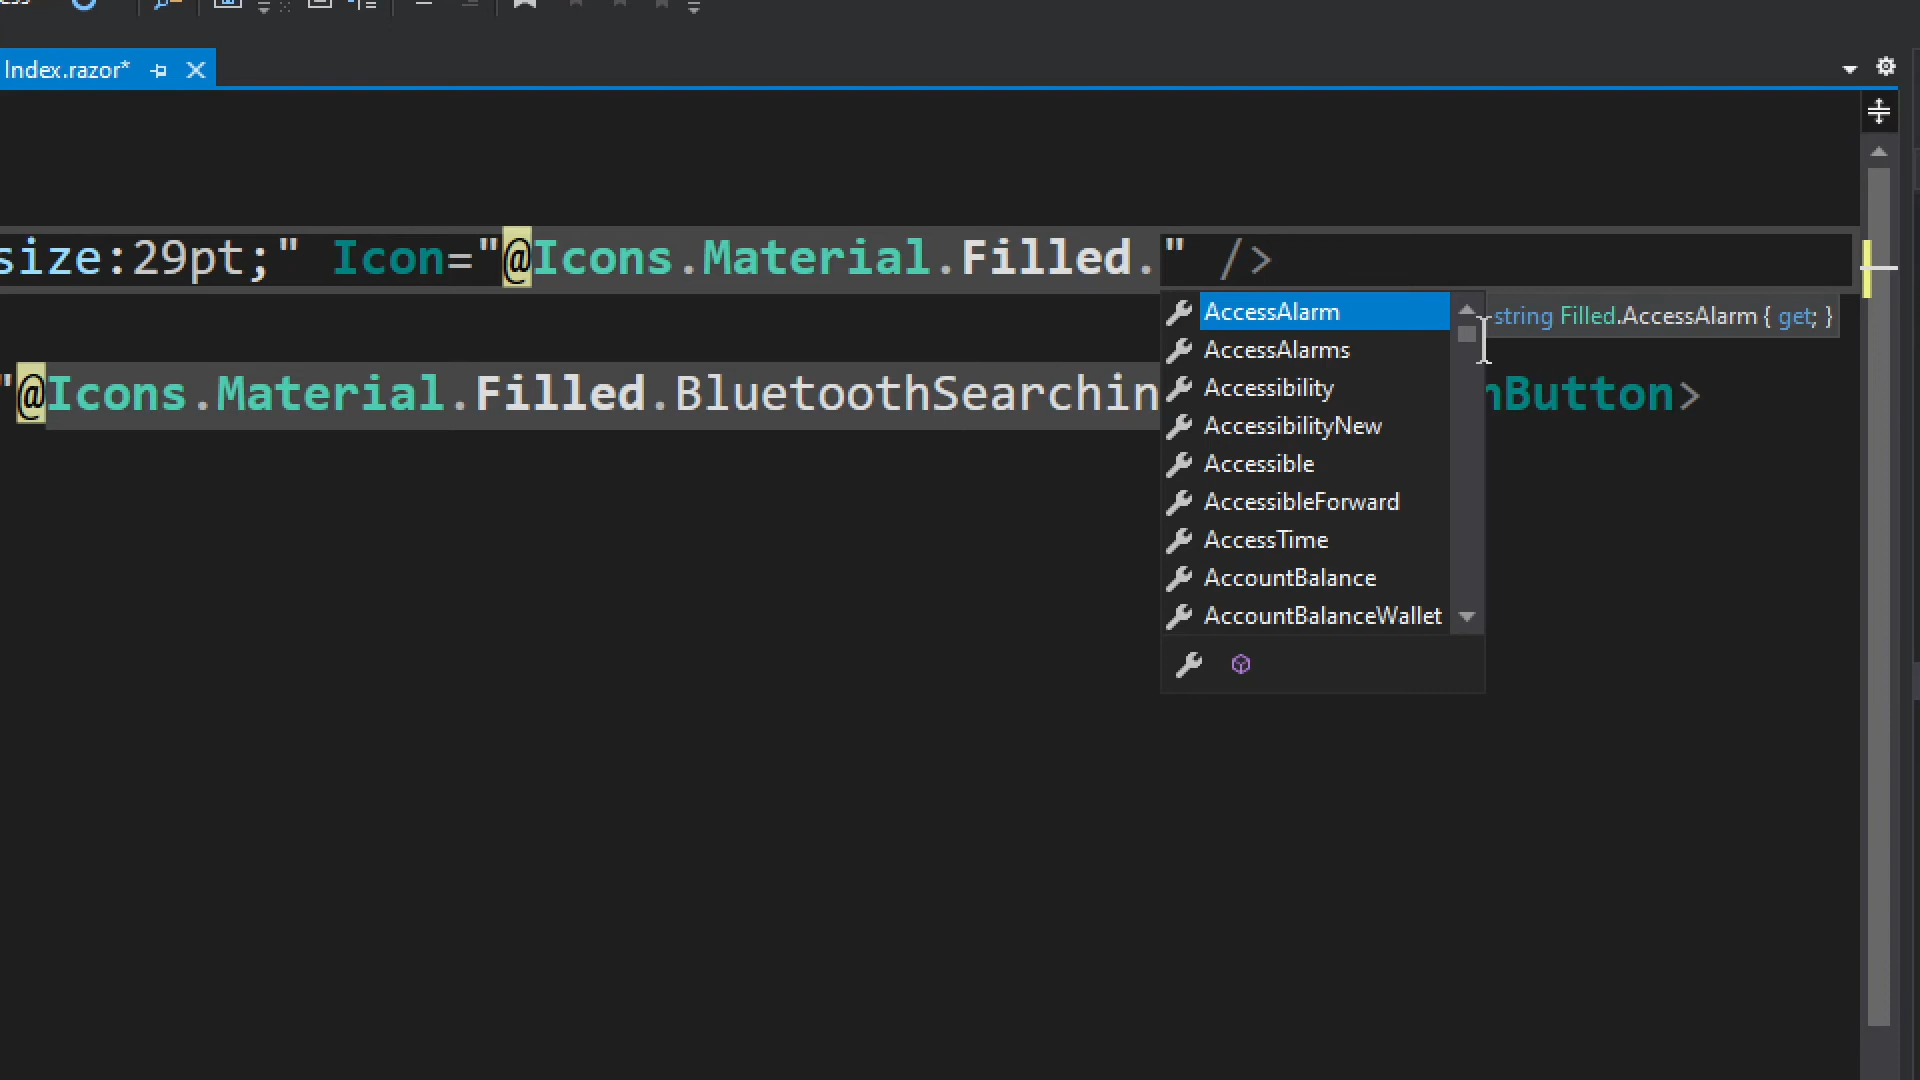 Index.razor*
size:29pt;" Icon="@Icons.Material.Filled." />
AccessAlarm
string Filled.AccessAlarm { get; }
AccessAlarms
"@Icons.Material.Filled.BluetoothSearchin nButton>
Accessibility
AccessibilityNew
Accessible
AccessibleForward
AccessTime
AccountBalance
AccountBalanceWallet